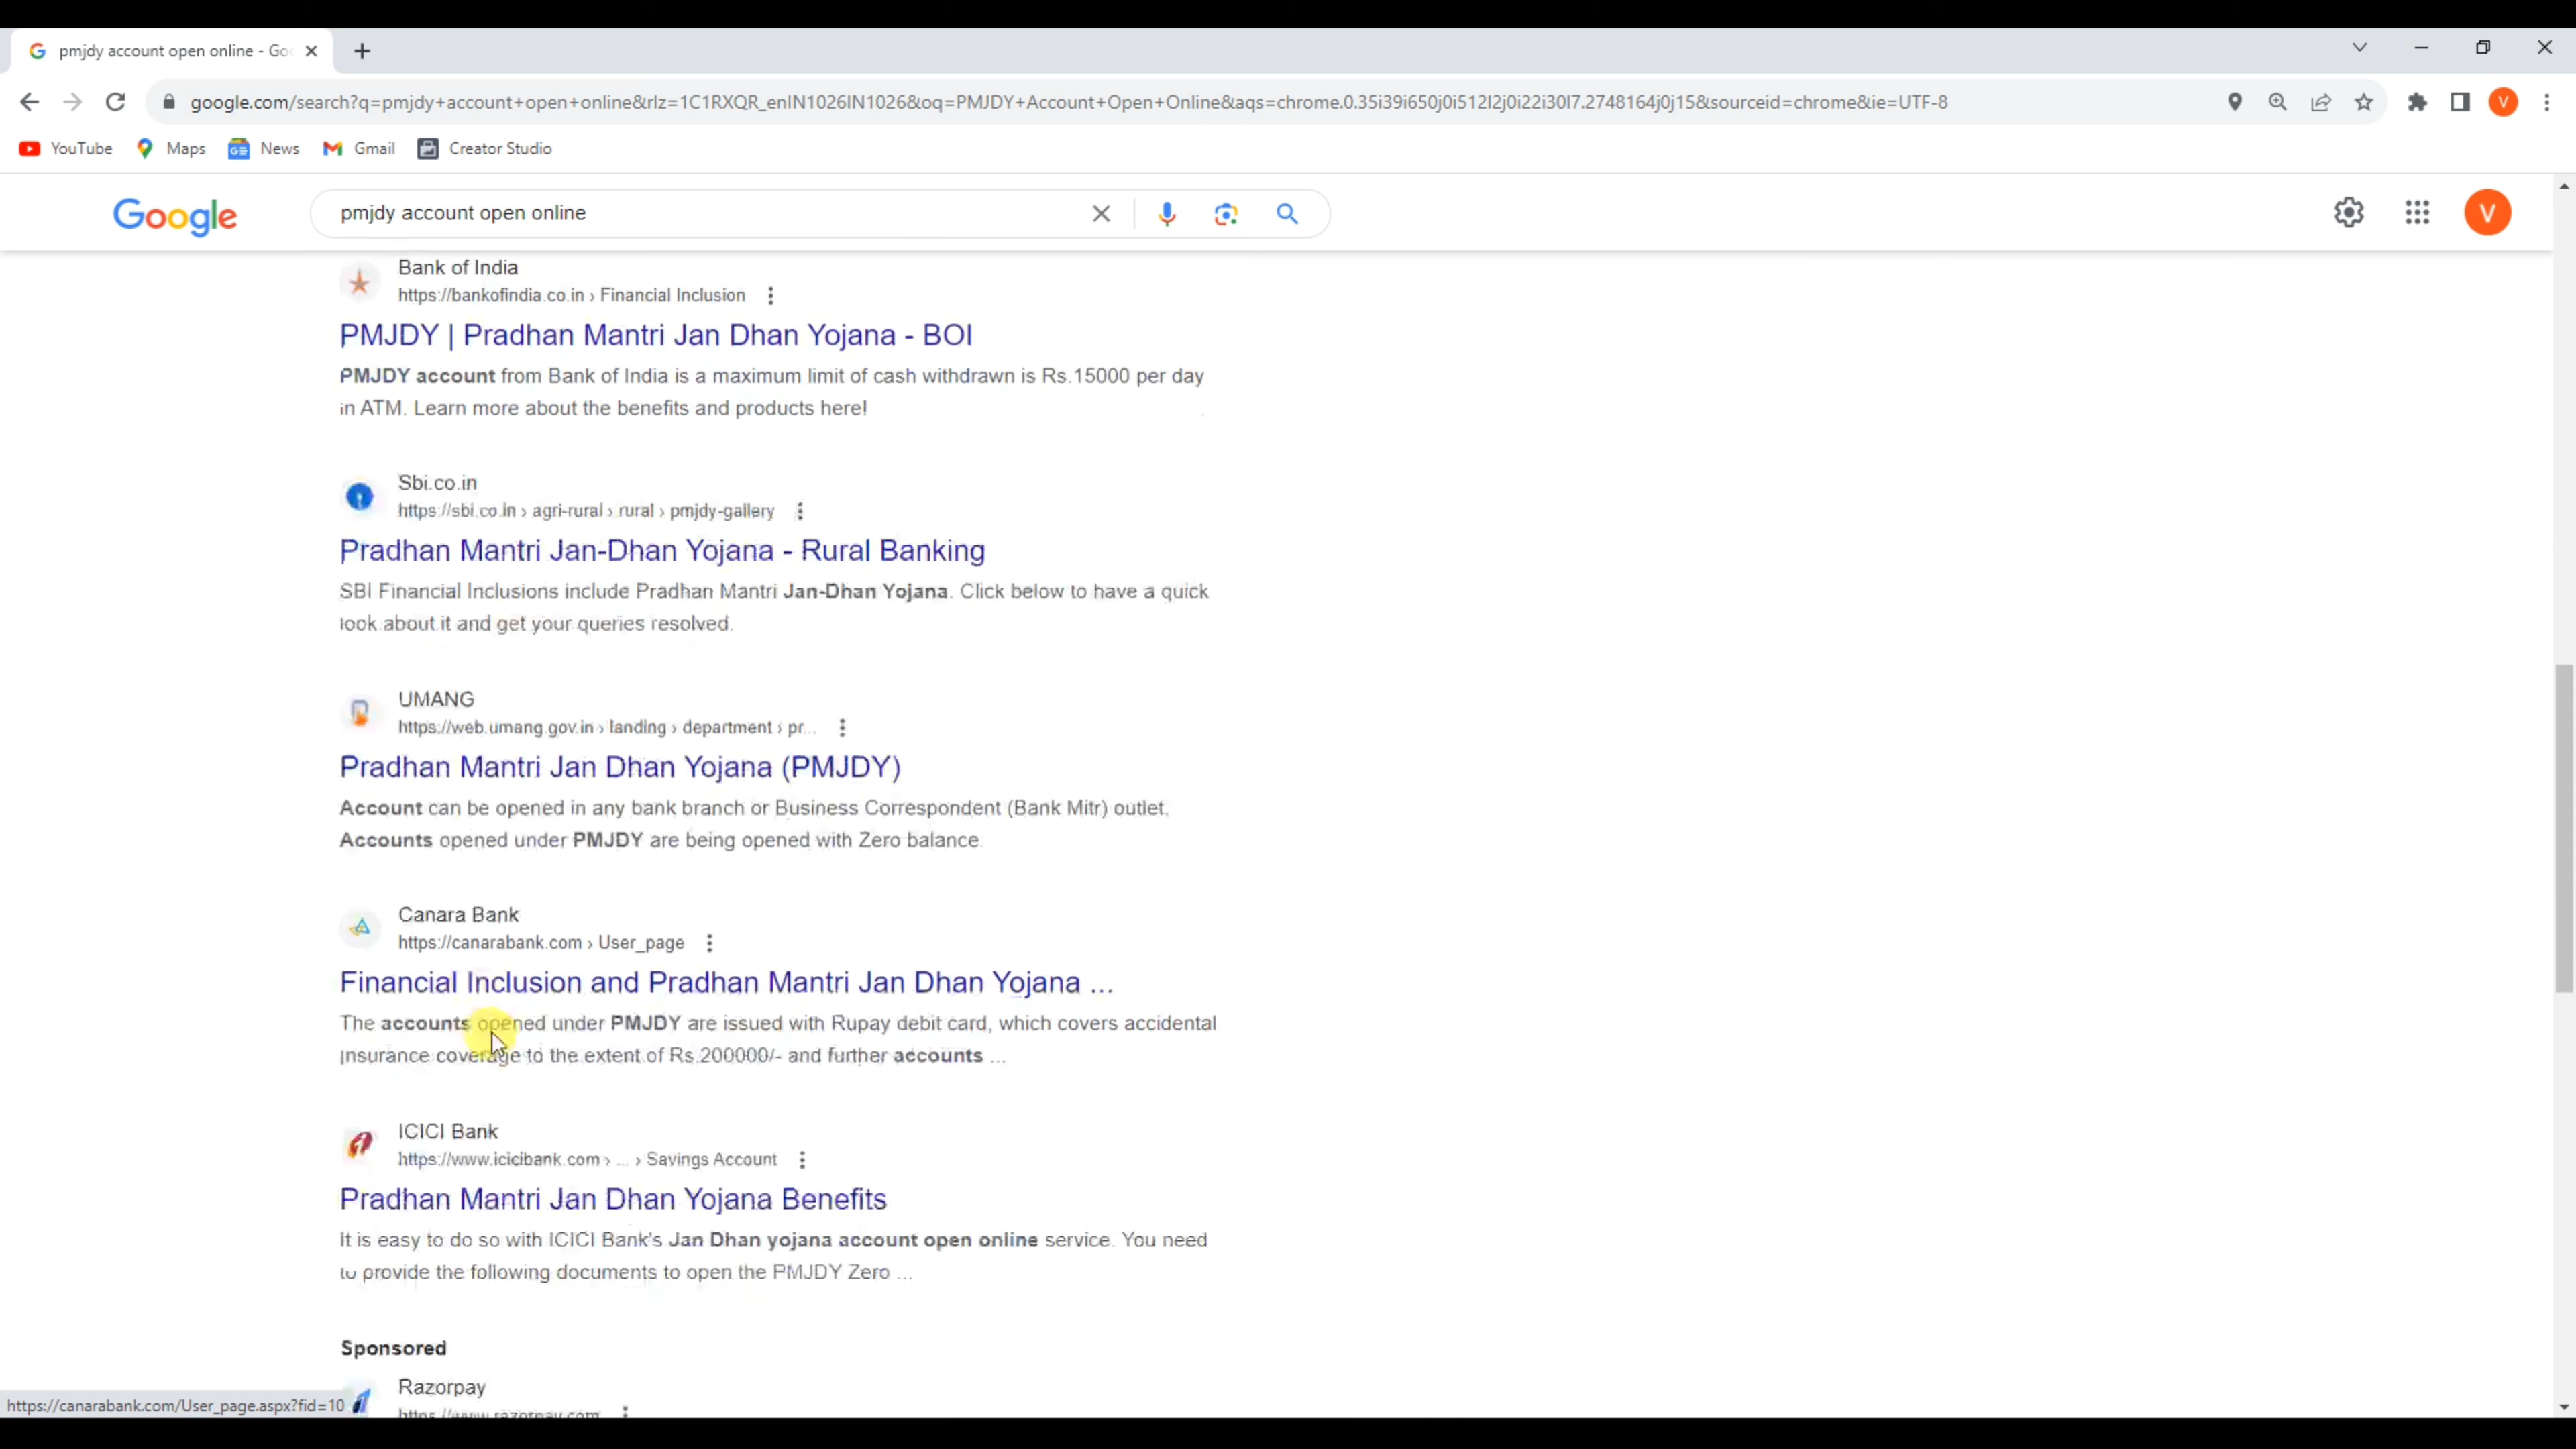 pmjdy account open online - Goo
google.com/search?q=pmjdy+account+open+online&rlz=1C1RXQR_enIN1026IN1026&oq=PMJDY+Account+Open+Online&aqs=chrome.0.35i39i650j0i512l2j0i22i30l7.2748164j0j15&sourceid=chrome&ie=UTF-8
V
YouTube Maps News Gmail Creator Studio
Google
pmjdy account open online
V
Bank of India
https://bankofindia.co.in › Financial Inclusion
PMJDY | Pradhan Mantri Jan Dhan Yojana - BOI
PMJDY account from Bank of India is a maximum limit of cash withdrawn is Rs.15000 per day
in ATM. Learn more about the benefits and products here!
Sbi.co.in
https://sbi.co.in › agri-rural › rural › pmjdy-gallery
Pradhan Mantri Jan-Dhan Yojana - Rural Banking
SBI Financial Inclusions include Pradhan Mantri Jan-Dhan Yojana. Click below to have a quick
look about it and get your queries resolved.
UMANG
https://web.umang.gov.in › landing › department › pr...
Pradhan Mantri Jan Dhan Yojana (PMJDY)
Account can be opened in any bank branch or Business Correspondent (Bank Mitr) outlet.
Accounts opened under PMJDY are being opened with Zero balance.
Canara Bank
https://canarabank.com › User_page
Financial Inclusion and Pradhan Mantri Jan Dhan Yojana ...
The accounts opened under PMJDY are issued with Rupay debit card, which covers accidental
Insurance coverage to the extent of Rs.200000/- and further accounts ...
ICICI Bank
https://www.icicibank.com › ... › Savings Account
Pradhan Mantri Jan Dhan Yojana Benefits
It is easy to do so with ICICI Bank's Jan Dhan yojana account open online service. You need
to provide the following documents to open the PMJDY Zero ...
Sponsored
Razorpay
https://www.razorpay.com
https://canarabank.com/User_page.aspx?fid=10